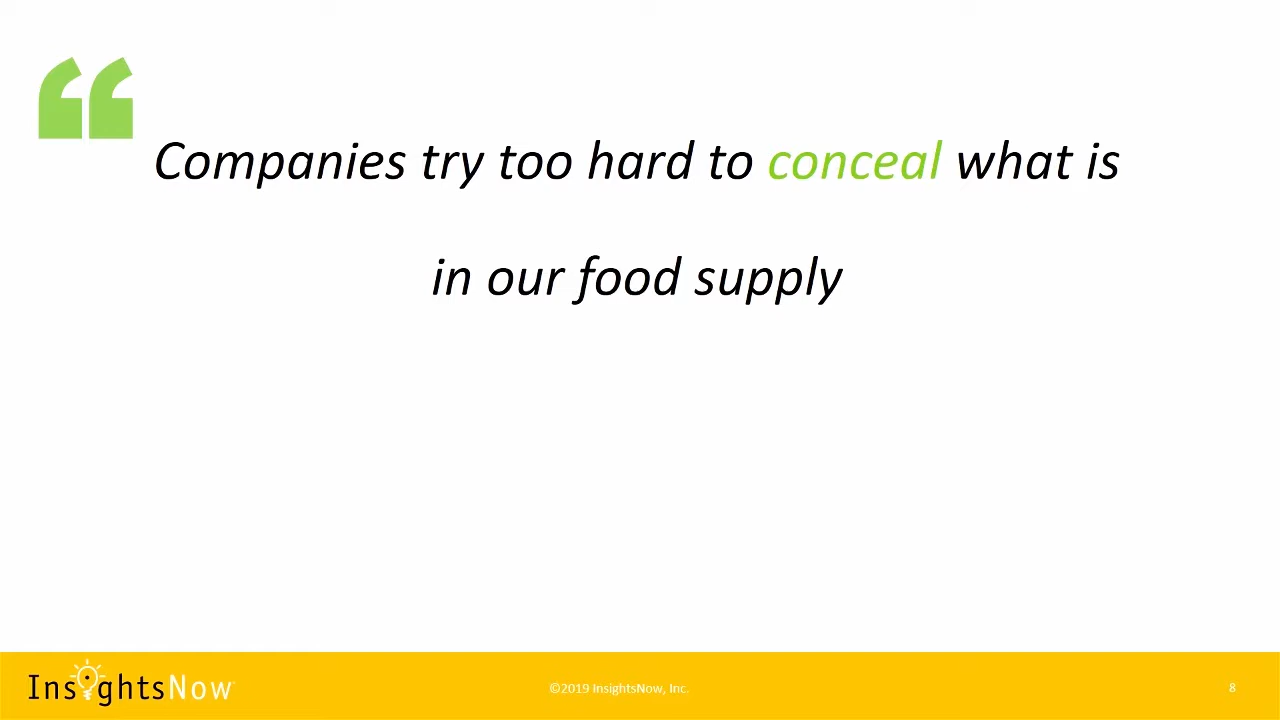 “
Companies try too hard to conceal what is
in our food supply
InsightsNow
©2019 InsightsNow, Inc.
8